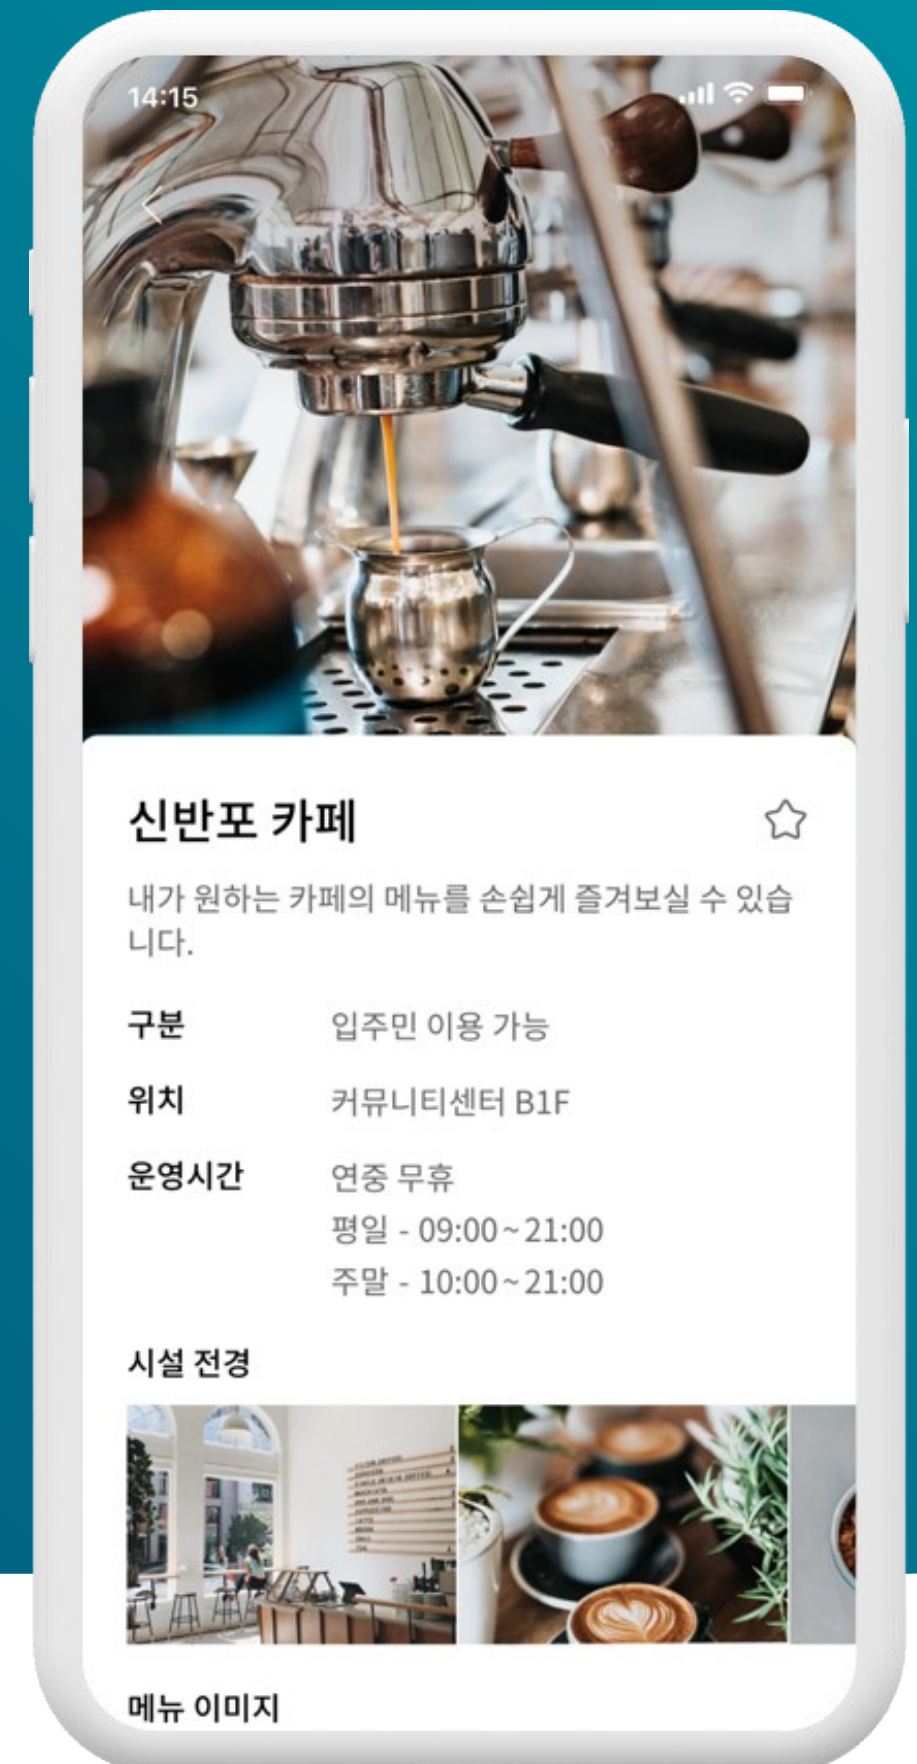 14:15
신반포 카페
내가 원하는 카페의 메뉴를 손쉽게 즐겨보실 수 있습
니다.
구분 입주민 이용 가능
위치 커뮤니티센터 B1F
운영시간 연중 무휴
평일 - 09:00~21:00
주말 - 10:00~21:00
시설 전경
메뉴 이미지